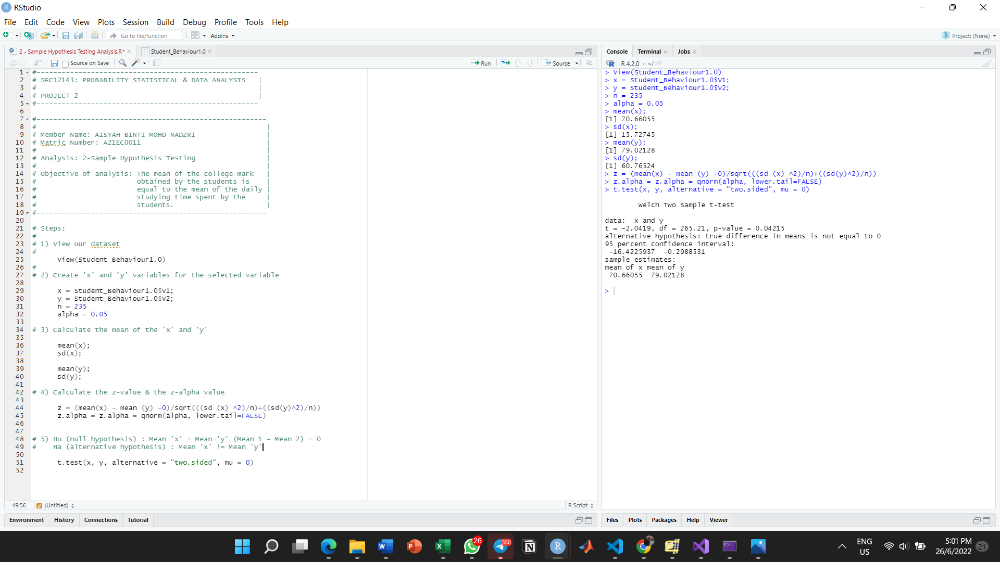 RStudio
File Edit Code View Plots Session Build Debug Profile Tools Help
Go to file/function Addins Project: (None)
2 - Sample Hypothesis Testing Analysis.R* Student_Behaviour1.0
Source on Save Run Source
1 #-----------------------------------------------------
2 # SEC12143: PROBABILITY STATISTICAL & DATA ANALYSIS |
3 # |
4 # PROJECT 2 |
5 #-----------------------------------------------------
6
7 #-------------------------------------------------------
8 # |
9 # Member Name: AISYAH BINTI MOHD NADZRI |
10 # Matric Number: A21EC0011 |
11 # |
12 # Analysis: 2-Sample Hypothesis Testing |
13 # |
14 # Objective of analysis: The mean of the college mark |
15 # obtained by the students is |
16 # equal to the mean of the daily |
17 # studying time spent by the |
18 # students. |
19 #-------------------------------------------------------
20
21 # Steps:
22 #
23 # 1) View our dataset
24 #
25 View(Student_Behaviour1.0)
26 #
27 # 2) Create 'x' and 'y' variables for the selected variable
28
29 x = Student_Behaviour1.0$V1;
30 y = Student_Behaviour1.0$V2;
31 n = 235
32 alpha = 0.05
33
34 # 3) Calculate the mean of the 'x' and 'y'
35
36 mean(x);
37 sd(x);
38
39 mean(y);
40 sd(y);
41
42 # 4) Calculate the z-value & the z-alpha value
43
44 z = (mean(x) - mean (y) -0)/sqrt(((sd (x) ^2)/n)+((sd(y)^2)/n))
45 z.alpha = z.alpha = qnorm(alpha, lower.tail=FALSE)
46
47
48 # 5) Ho (null hypothesis) : Mean 'x' = Mean 'y' (Mean 1 - Mean 2) = 0
49 # Ha (alternative hypothesis) : Mean 'x' != Mean 'y'
50
51 t.test(x, y, alternative = "two.sided", mu = 0)
52
49:56 # (Untitled) R Script
Environment History Connections Tutorial
Console Terminal Jobs
R 4.2.0 · ~/
> View(Student_Behaviour1.0)
> x = Student_Behaviour1.0$V1;
> y = Student_Behaviour1.0$V2;
> n = 235
> alpha = 0.05
> mean(x);
[1] 70.66055
> sd(x);
[1] 15.72745
> mean(y);
[1] 79.02128
> sd(y);
[1] 60.76524
> z = (mean(x) - mean (y) -0)/sqrt(((sd (x) ^2)/n)+((sd(y)^2)/n))
> z.alpha = z.alpha = qnorm(alpha, lower.tail=FALSE)
> t.test(x, y, alternative = "two.sided", mu = 0)
Welch Two Sample t-test
data: x and y
t = -2.0419, df = 265.21, p-value = 0.04215
alternative hypothesis: true difference in means is not equal to 0
95 percent confidence interval:
-16.4225937 -0.2988531
sample estimates:
mean of x mean of y
70.66055 79.02128
>
Files Plots Packages Help Viewer
26 550
ENG
US
5:01 PM
26/6/2022
21